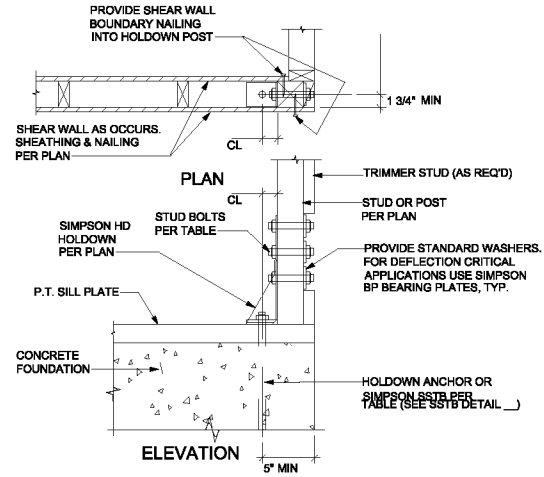 PROVIDE SHEAR WALL
BOUNDARY NAILING
INTO HOLDOWN POST
1 3/4" MIN
SHEAR WALL AS OCCURS.
SHEATHING & NAILING
PER PLAN
CL
PLAN
TRIMMER STUD (AS REQ'D)
CL
STUD OR POST
PER PLAN
SIMPSON HD
HOLDOWN
PER PLAN
STUD BOLTS
PER TABLE
PROVIDE STANDARD WASHERS.
FOR DEFLECTION CRITICAL
APPLICATIONS USE SIMPSON
BP BEARING PLATES, TYP.
P.T. SILL PLATE
CONCRETE
FOUNDATION
HOLDOWN ANCHOR OR
SIMPSON SSTB PER
TABLE (SEE SSTB DETAIL __)
ELEVATION
5" MIN